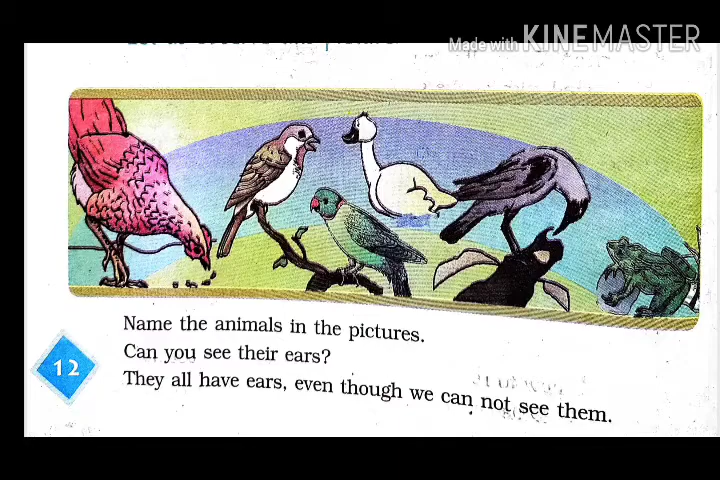 Made with KINEMASTER
Name the animals in the pictures.
Can you see their ears?
12
They all have ears, even though we can not see them.